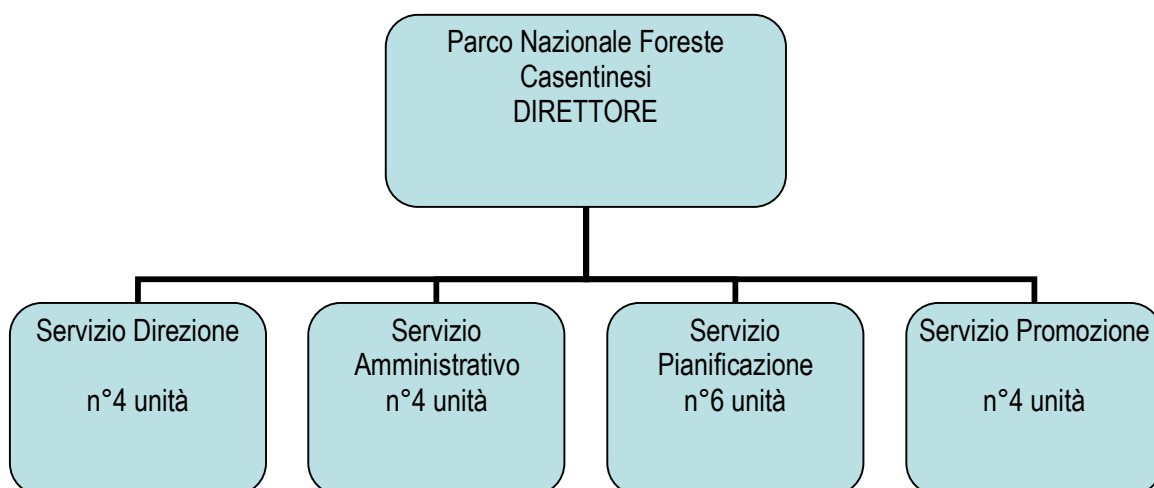 Parco Nazionale Foreste
Casentinesi
DIRETTORE
Servizio Direzione
n°4 unità
Servizio
Amministrativo
n°4 unità
Servizio
Pianificazione
n°6 unità
Servizio Promozione
n°4 unità